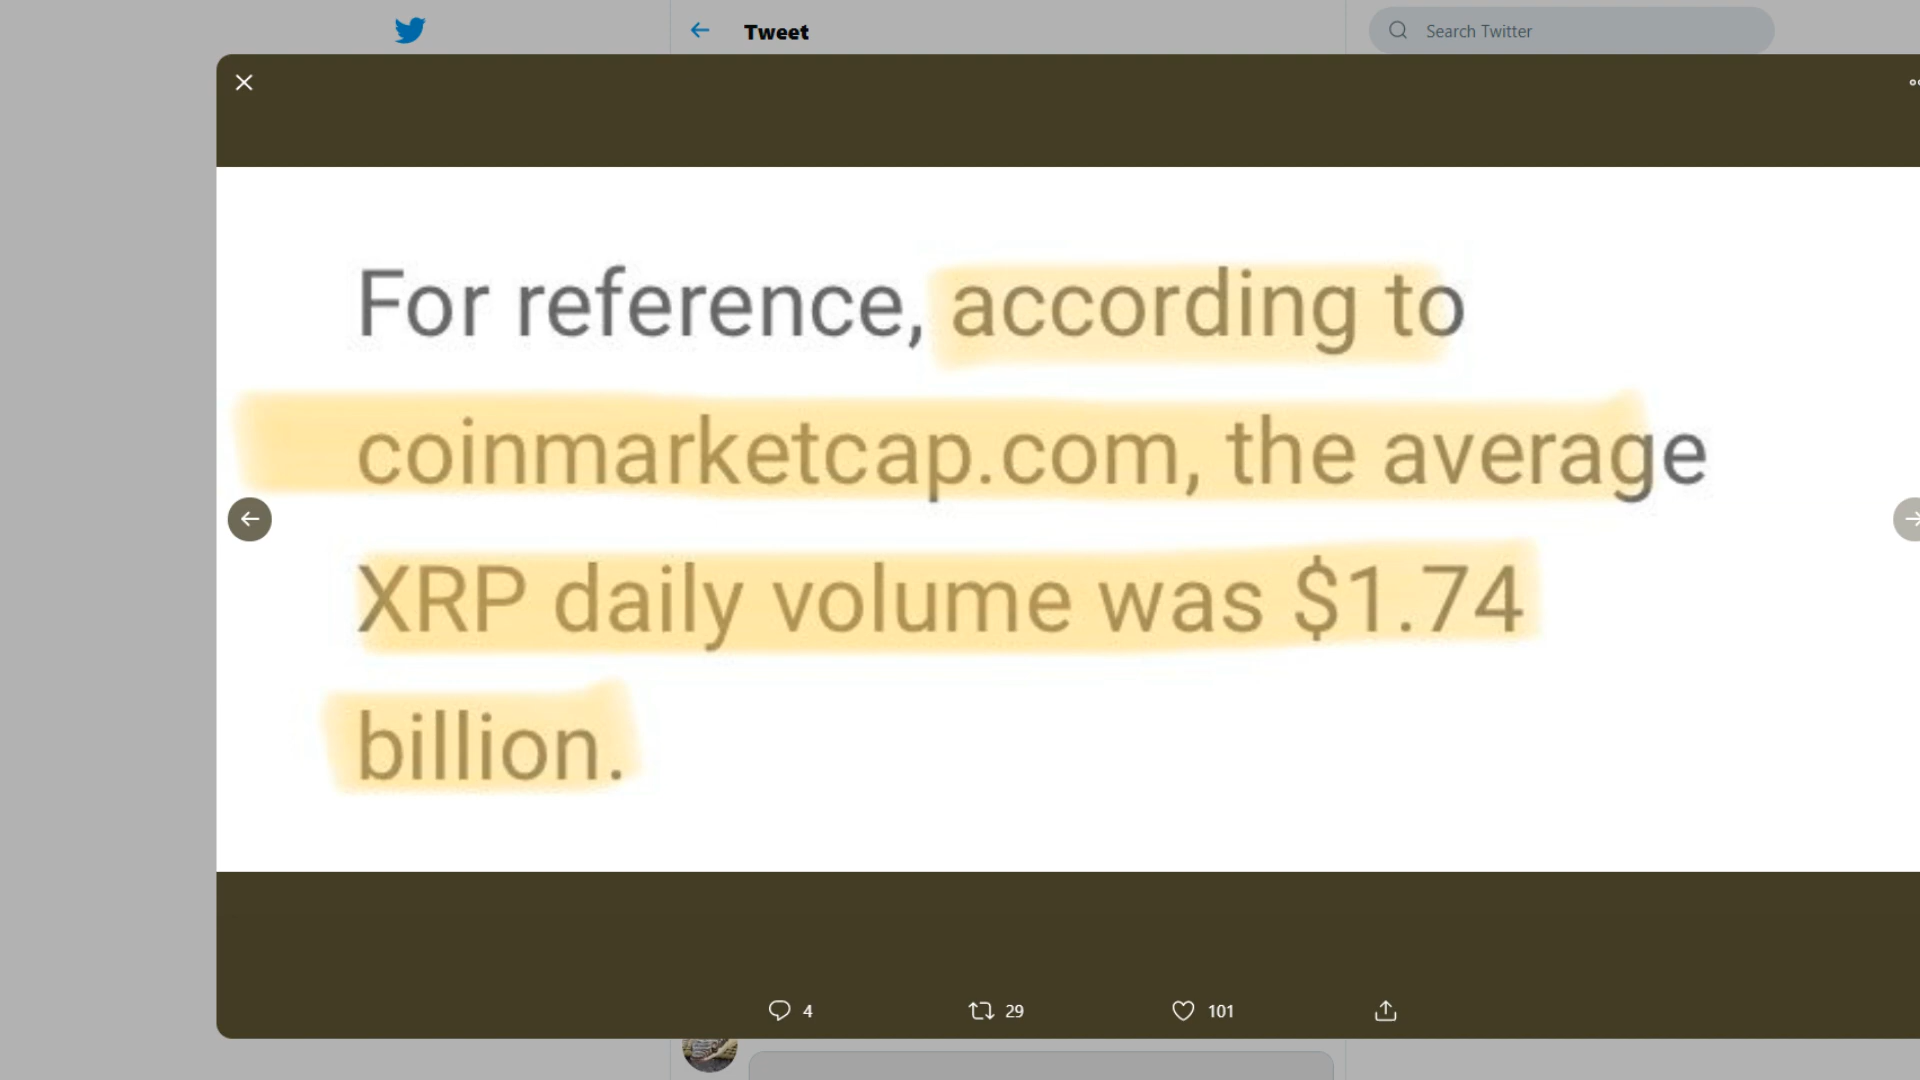 Tweet
Search Twitter
For reference, according to
coinmarketcap.com, the average
XRP daily volume was $1.74
billion.
4
29
101